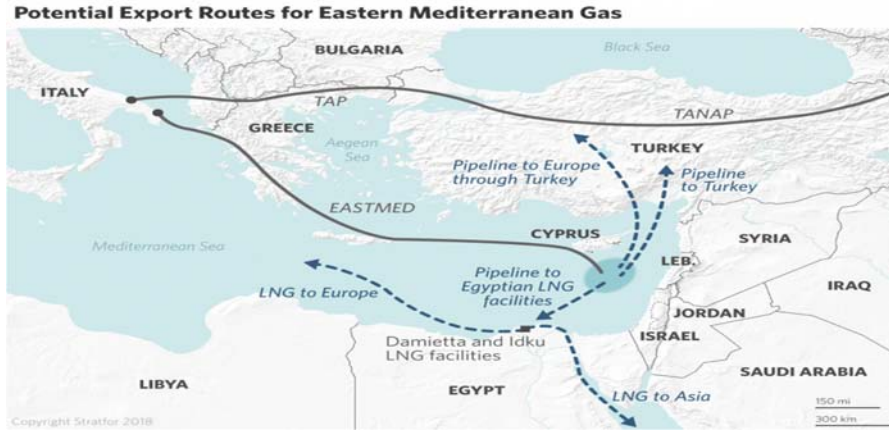 Potential Export Routes for Eastern Mediterranean Gas
BULGARIA
Black Sea
ITALY
TAP
TANAP
GREECE
Aegean
Sea
TURKEY
Pipeline to Europe
through Turkey
Pipeline
to Turkey
EASTMED
CYPRUS
Mediterranean Sea
SYRIA
LEB.
Pipeline to
Egyptian LNG
facilities
LNG to Europe
IRAQ
JORDAN
Damietta and Idku
LNG facilities
ISRAEL
SAUDI ARABIA
LIBYA
EGYPT
LNG to Asia
150 mi
300 km
Copyright Stratfor 2018